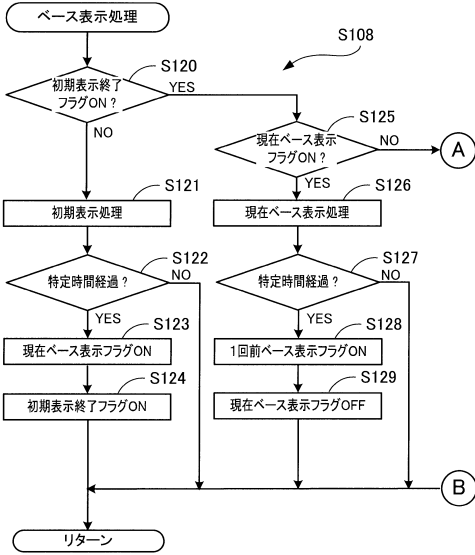 ベース表示処理
S108
S120
初期表示終了
フラグON？
YES
NO
S125
現在ベース表示
フラグON？
NO
A
YES
S121
初期表示処理
S126
現在ベース表示処理
S122
特定時間経過？
NO
YES
S127
特定時間経過？
NO
YES
S123
現在ベース表示フラグON
S128
1回前ベース表示フラグON
S124
初期表示終了フラグON
S129
現在ベース表示フラグOFF
B
リターン